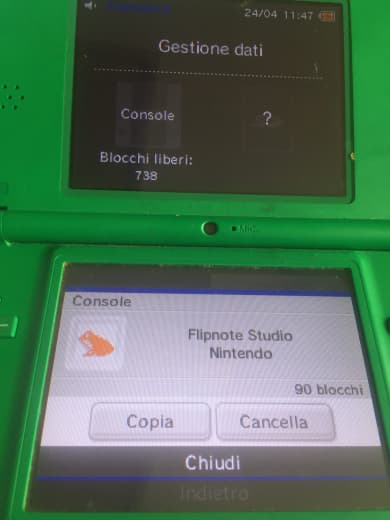 24/04 11:47
Gestione dati
Console
?
Blocchi liberi:
738
Mic.
Console
Flipnote Studio
Nintendo
90 blocchi
Copia
Cancella
Chiudi
Indietro